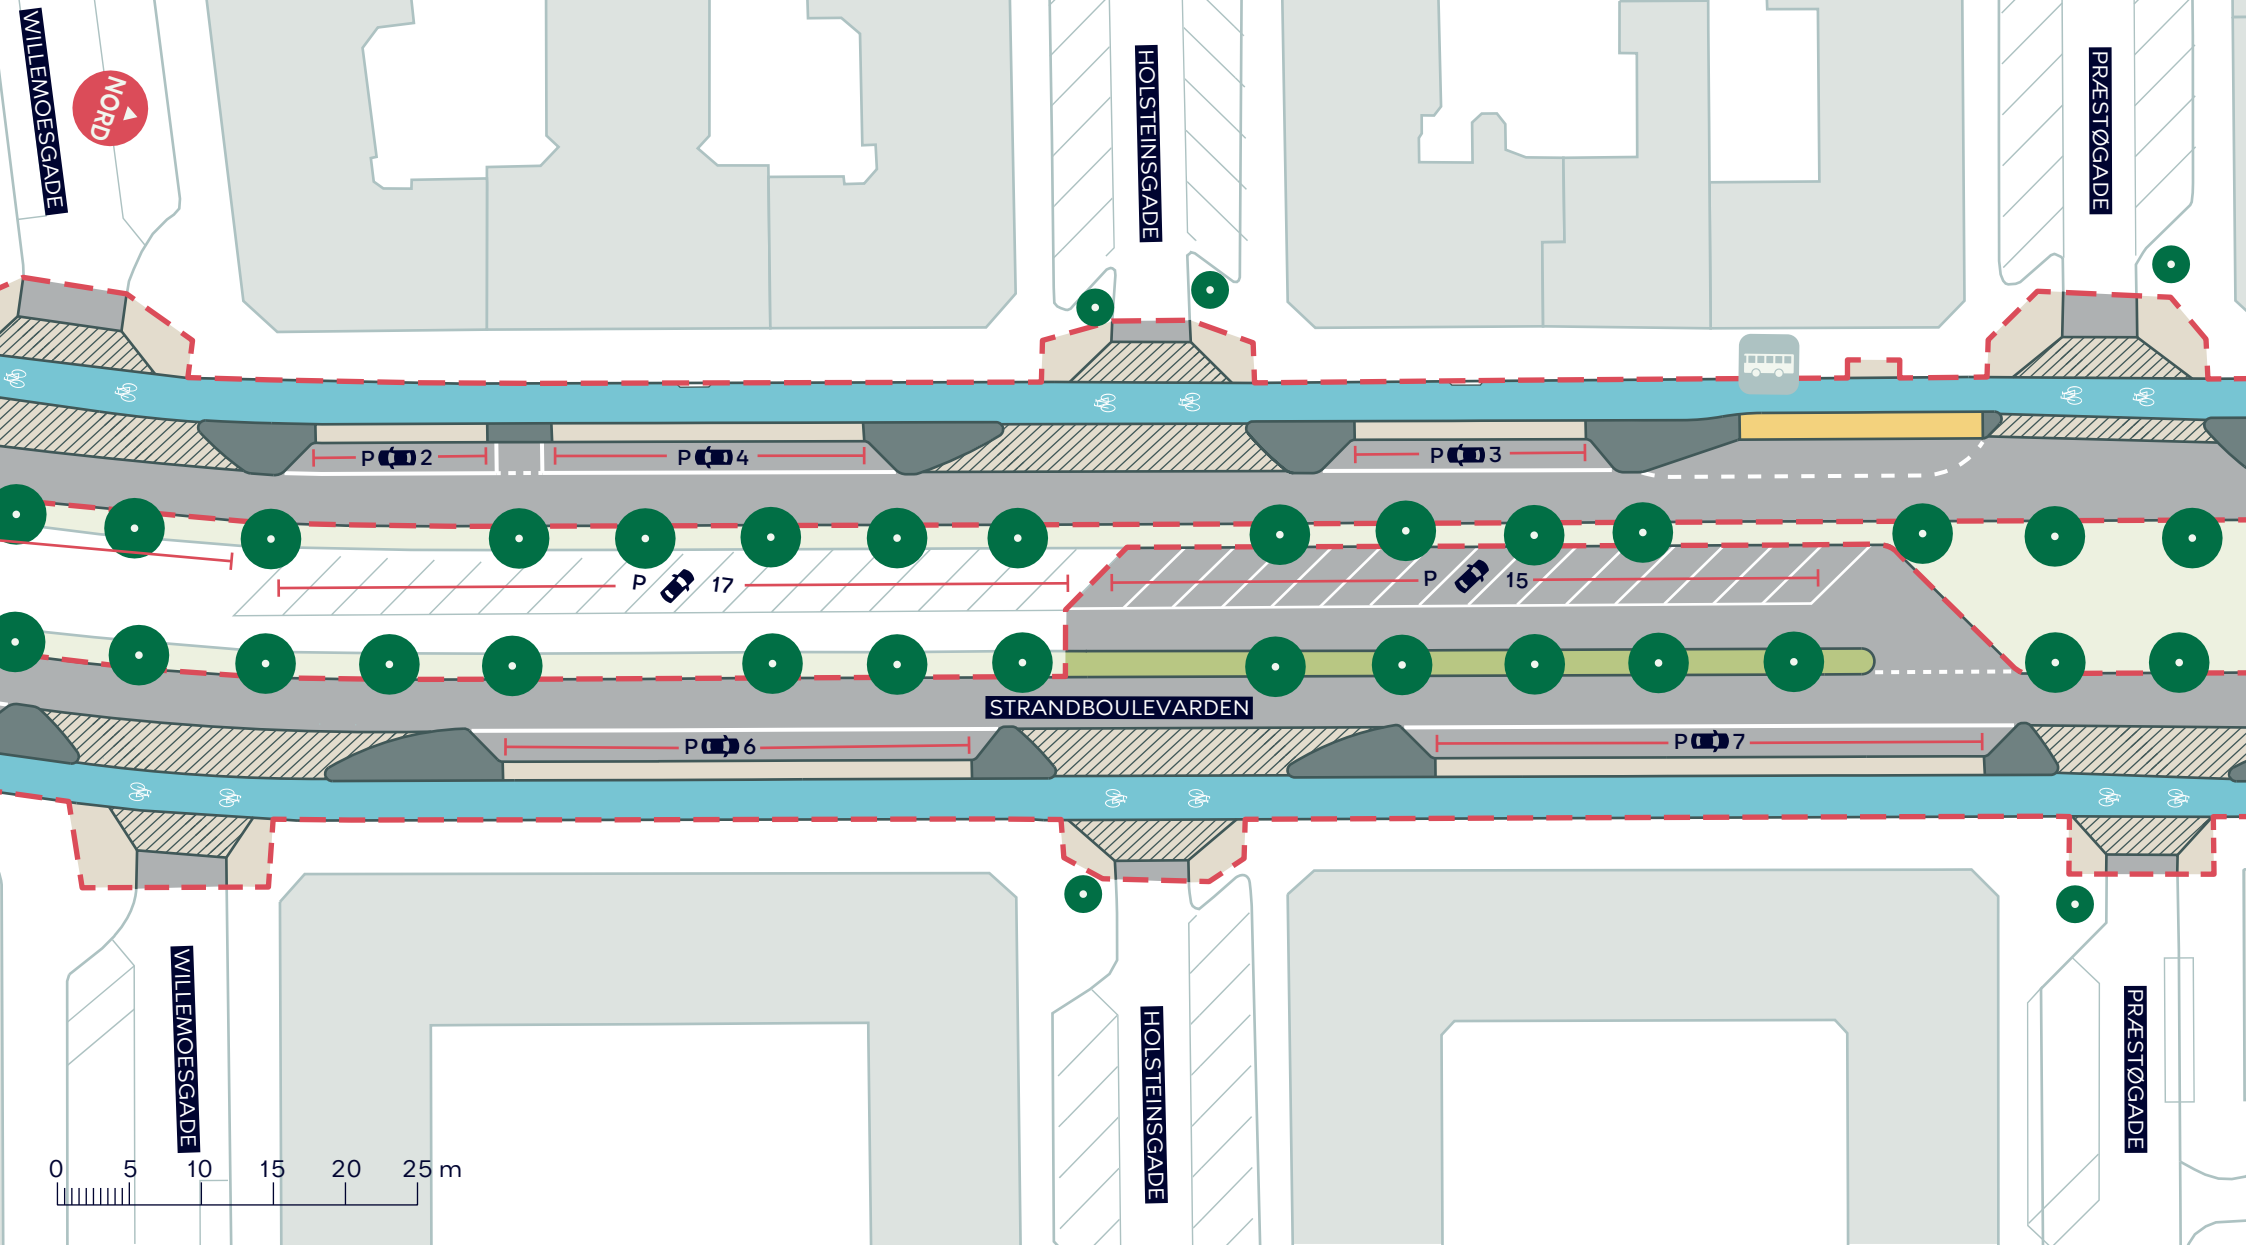 WILLEMOESGADE
NORD
HOLSTEINSGADE
PRÆSTØGADE
P 2
P 4
P 3
P 17
P 15
STRANDBOULEVARDEN
P 6
P 7
WILLEMOESGADE
HOLSTEINSGADE
PRÆSTØGADE
0 5 10 15 20 25 m